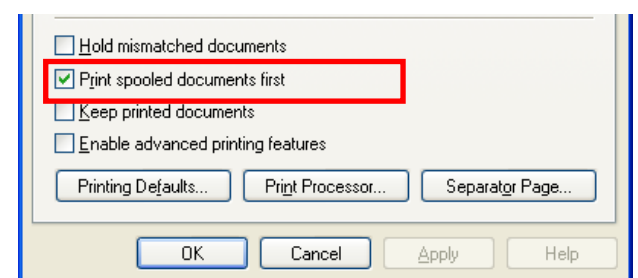 Hold mismatched documents
Print spooled documents first
Keep printed documents
Enable advanced printing features
Printing Defaults... Print Processor... Separator Page...
OK Cancel Apply Help